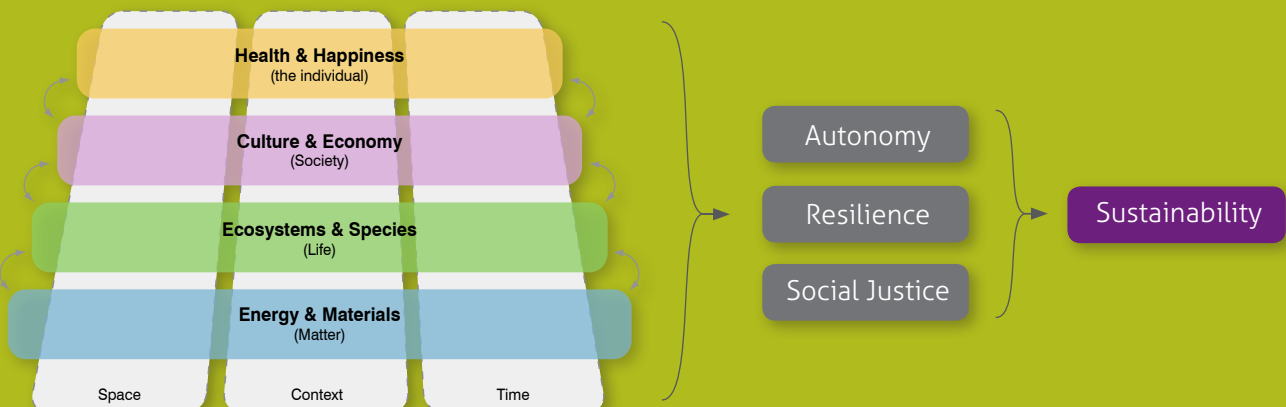 Health & Happiness
(the individual)
Culture & Economy
(Society)
Ecosystems & Species
(Life)
Energy & Materials
(Matter)
Space
Context
Time
Autonomy
Resilience
Social Justice
Sustainability